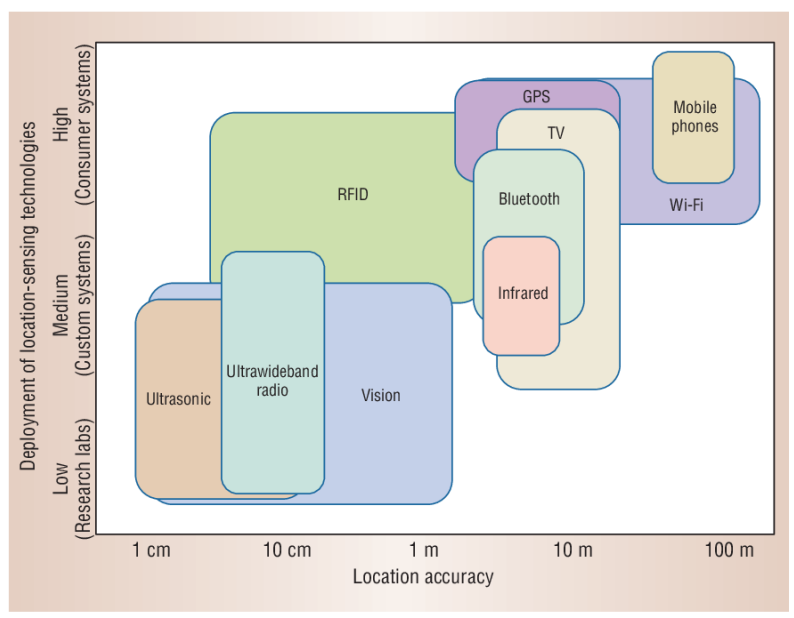 Deployment of location-sensing technologies
High
(Consumer systems)
Medium
(Custom systems)
Low
(Research labs)
GPS
Mobile
phones
TV
RFID
Bluetooth
Wi-Fi
Infrared
Ultrawideband
radio
Ultrasonic
Vision
1 cm
10 cm
1 m
10 m
100 m
Location accuracy